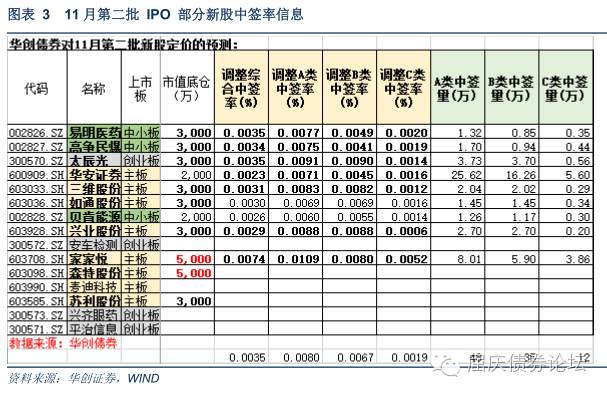 图表 3 11 月第二批 IPO 部分新股中签率信息
华创债券对11月第二批新股定价的预测：
代码 名称 上市板 市值底仓（万） 调整综合中签率(%) 调整A类中签率(%) 调整B类中签率(%) 调整C类中签率(%) A类中签量(万) B类中签量(万) C类中签量(万)
002826.SZ 易明医药 中小板 3,000 0.0035 0.0077 0.0049 0.0020 1.32 0.85 0.35
002827.SZ 高争民爆 中小板 3,000 0.0034 0.0075 0.0041 0.0019 1.70 0.94 0.44
300570.SZ 太辰光 创业板 3,000 0.0035 0.0091 0.0090 0.0014 3.73 3.70 0.56
600909.SH 华安证券 主板 2,000 0.0023 0.0071 0.0045 0.0016 25.62 16.26 5.60
603033.SH 三维股份 主板 3,000 0.0031 0.0083 0.0082 0.0012 2.04 2.02 0.29
603036.SH 如通股份 主板 3,000 0.0030 0.0069 0.0069 0.0016 1.45 1.45 0.34
002828.SZ 贝肯能源 中小板 2,000 0.0026 0.0060 0.0055 0.0014 1.26 1.17 0.30
603928.SH 兴业股份 主板 3,000 0.0029 0.0088 0.0088 0.0006 2.70 2.70 0.20
300572.SZ 安车检测 创业板
603708.SH 家家悦 主板 5,000 0.0074 0.0109 0.0080 0.0052 8.01 5.90 3.86
603098.SH 森特股份 主板 5,000
603990.SH 麦迪科技 主板
603585.SH 苏利股份 主板 3,000
300573.SZ 兴齐眼药 创业板
300571.SZ 平治信息 创业板
数据来源：华创债券
0.0035 0.0080 0.0067 0.0019 48 35 12
屈庆债券论坛
资料来源：华创证券，WIND